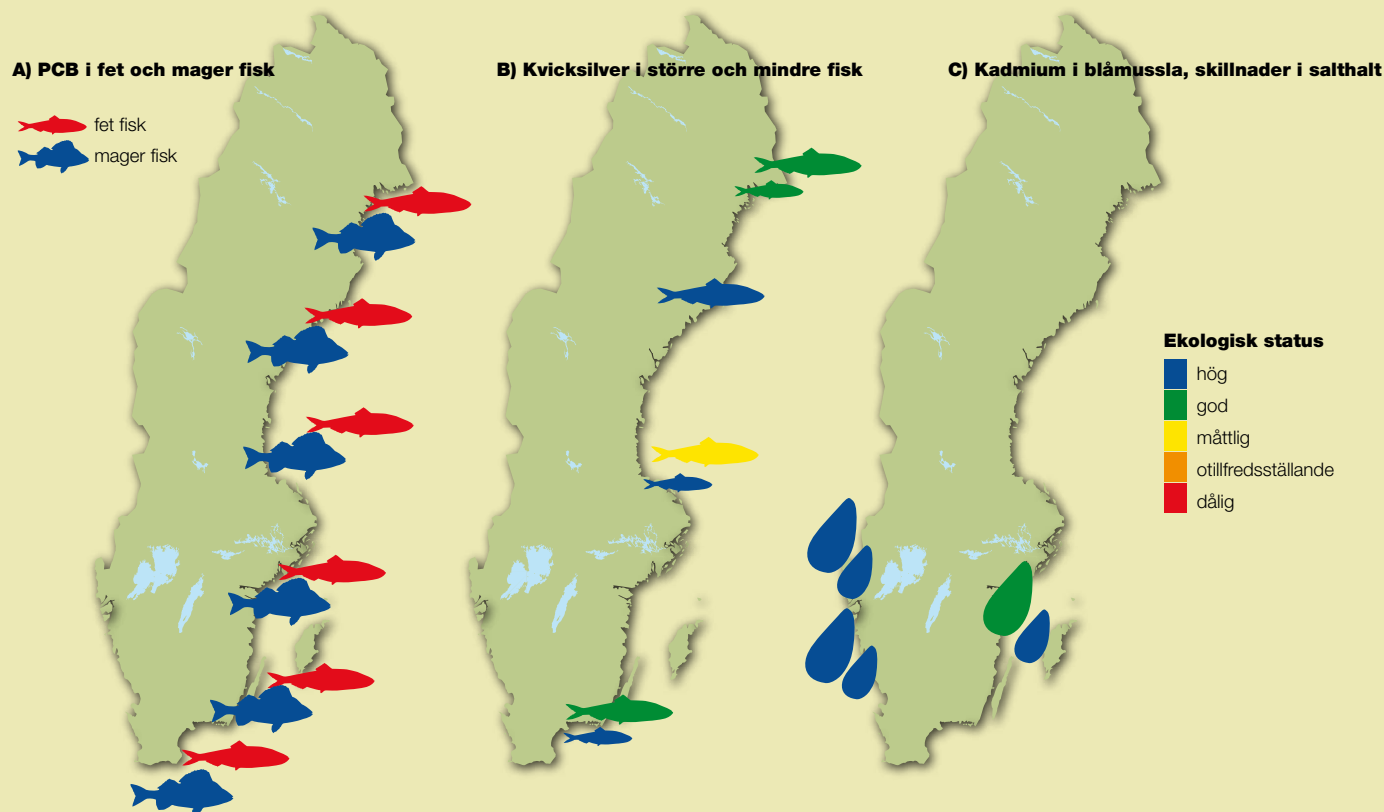 A) PCB i fet och mager fisk
fet fisk
mager fisk
B) Kvicksilver i större och mindre fisk
C) Kadmium i blåmussla, skillnader i salthalt
Ekologisk status
hög
god
måttlig
otillfredsställande
dålig